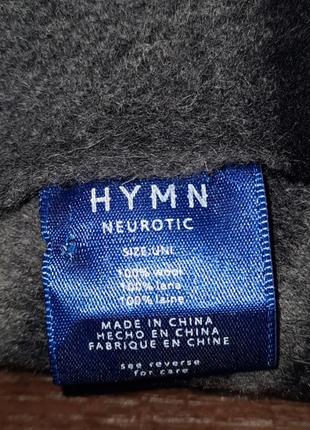 HYMN
NEUROTIC
SIZE:UNI.
100% wool
100% lana
100% laine
MADE IN CHINA
HECHO EN CHINA
FABRIQUE EN CHINE
see reverse
for care